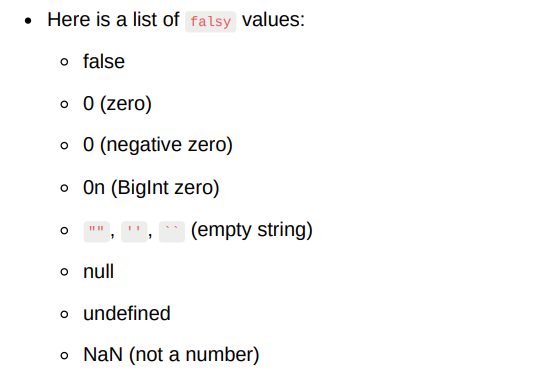 Here is a list of falsy values:
false
0 (zero)
0 (negative zero)
0n (BigInt zero)
"", '', `` (empty string)
null
undefined
NaN (not a number)